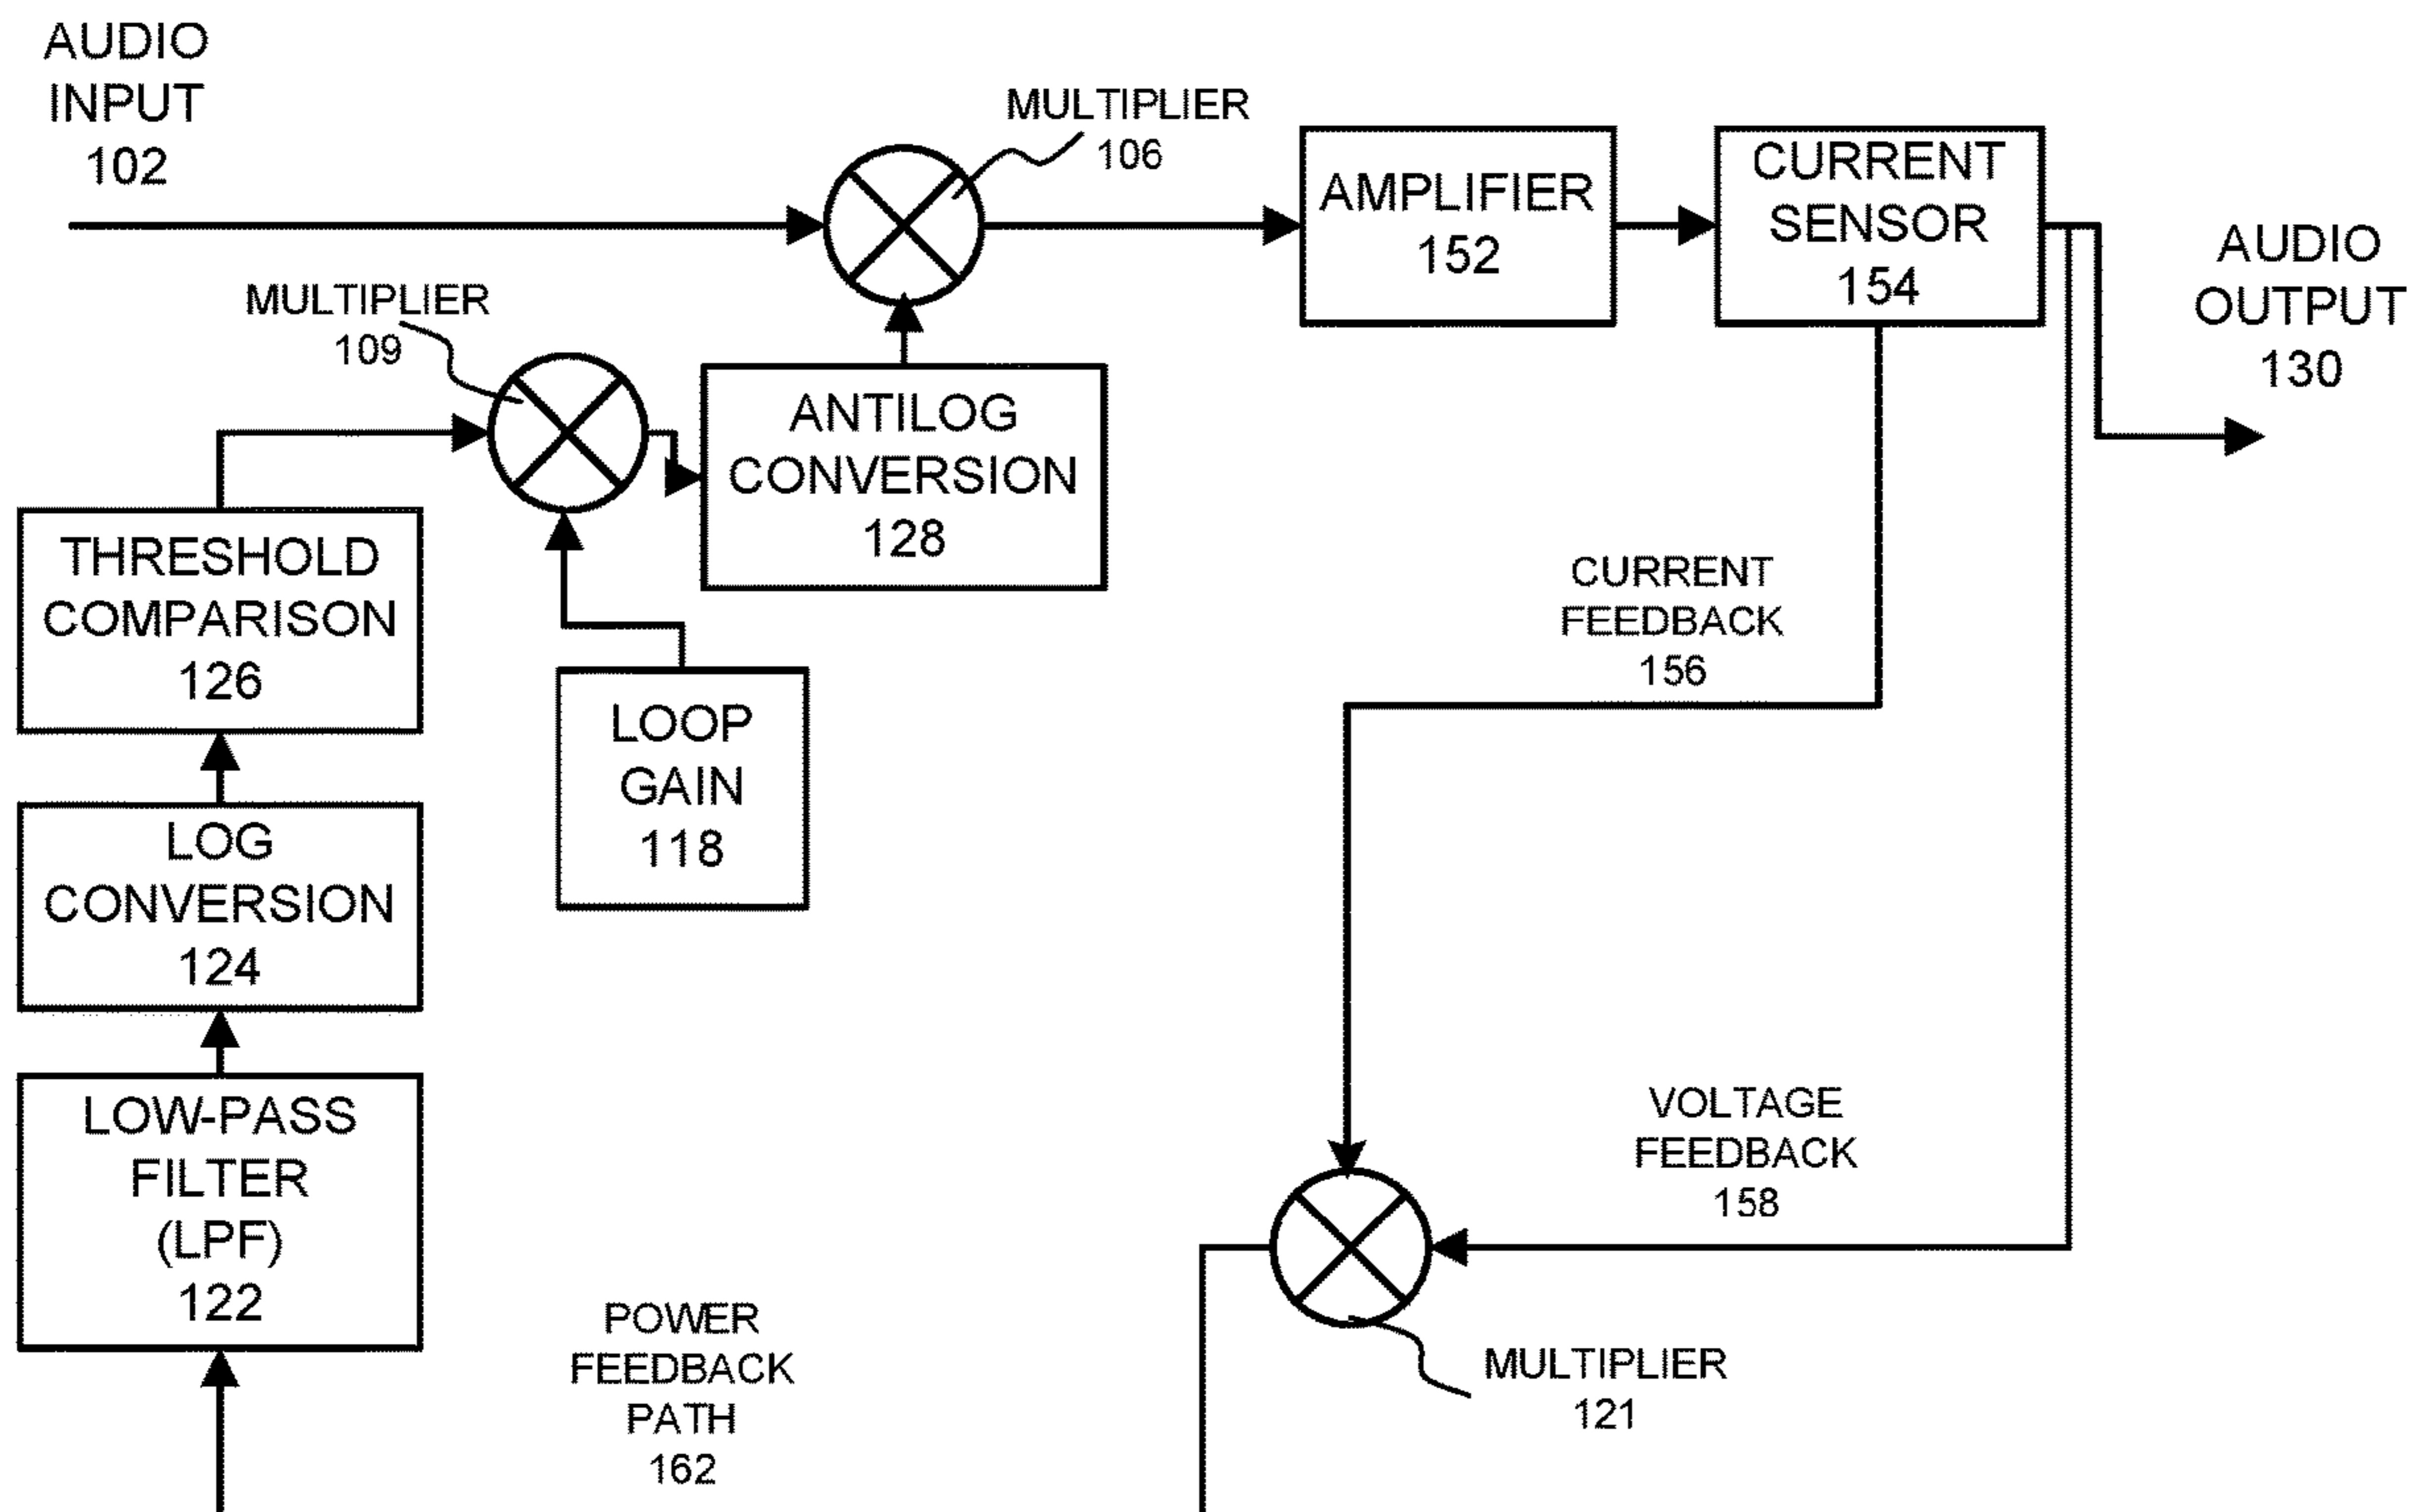 AUDIO
INPUT
102
MULTIPLIER
106
AMPLIFIER
152
CURRENT
SENSOR
154
AUDIO
OUTPUT
130
MULTIPLIER
109
ANTILOG
CONVERSION
128
THRESHOLD
COMPARISON
126
LOOP
GAIN
118
CURRENT
FEEDBACK
156
LOG
CONVERSION
124
LOW-PASS
FILTER
(LPF)
122
VOLTAGE
FEEDBACK
158
POWER
FEEDBACK
PATH
162
MULTIPLIER
121